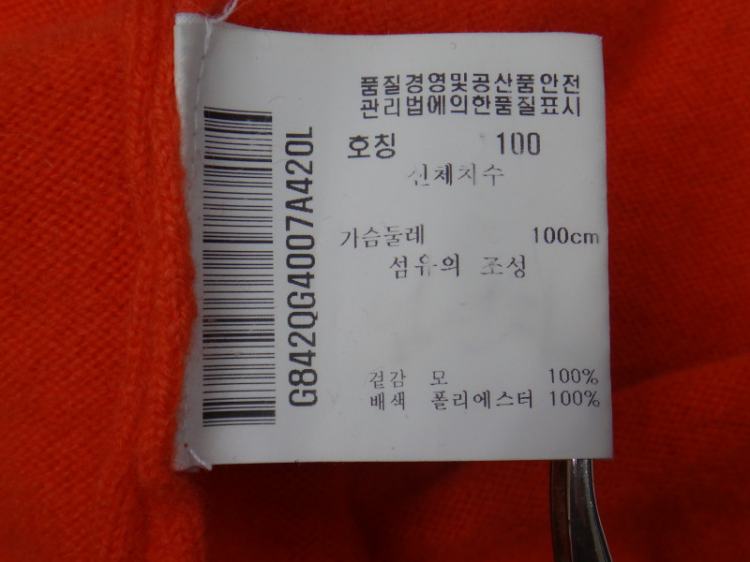 품질경영및공산품안전
관리법에의한품질표시
호칭 100
신체치수
가슴둘레 100cm
섬유의 조성
겉감 모 100%
배색 폴리에스터 100%
G842QG4007A420L